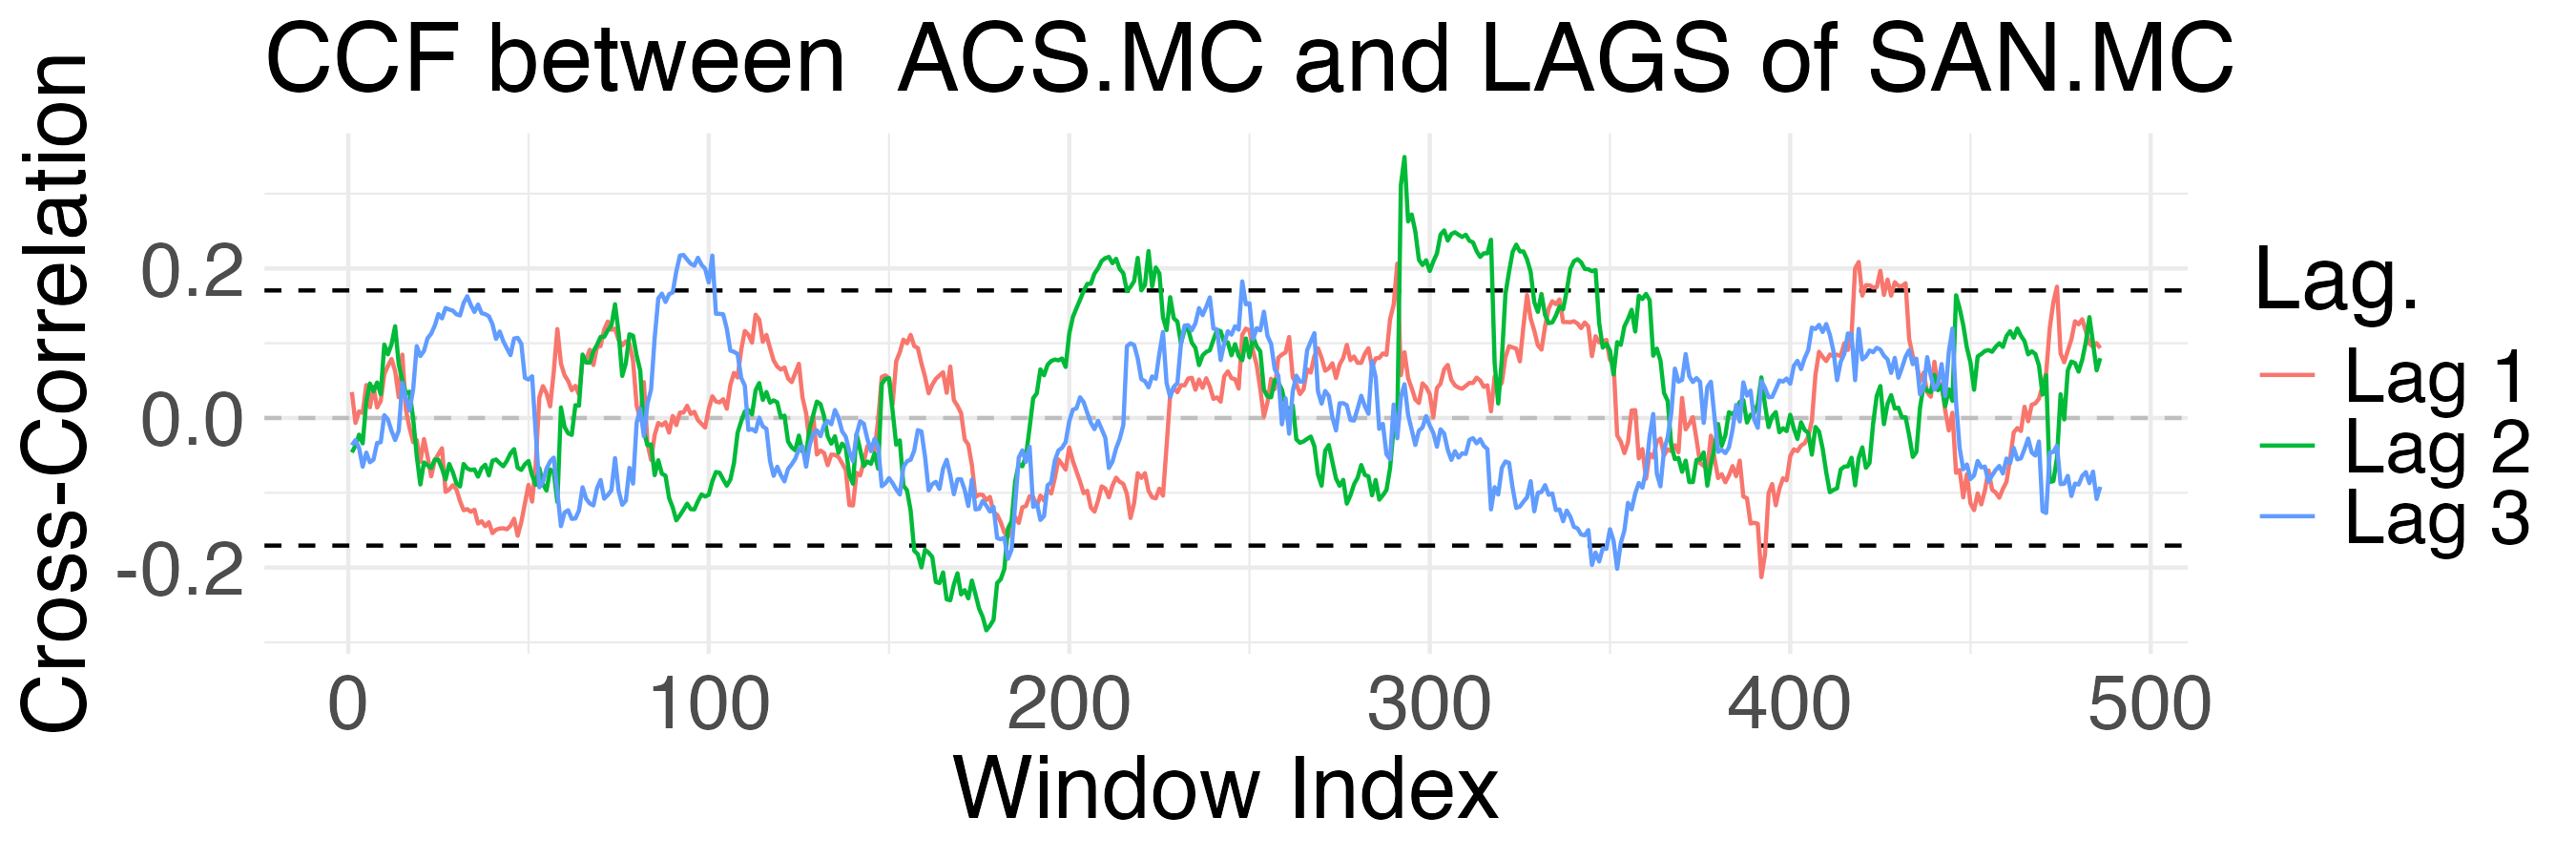 CCF between  ACS.MC and LAGS of SAN.MC
Cross-Correlation
0.2
0.0
-0.2
0 100 200 300 400 500
Window Index
Lag.
Lag 1
Lag 2
Lag 3